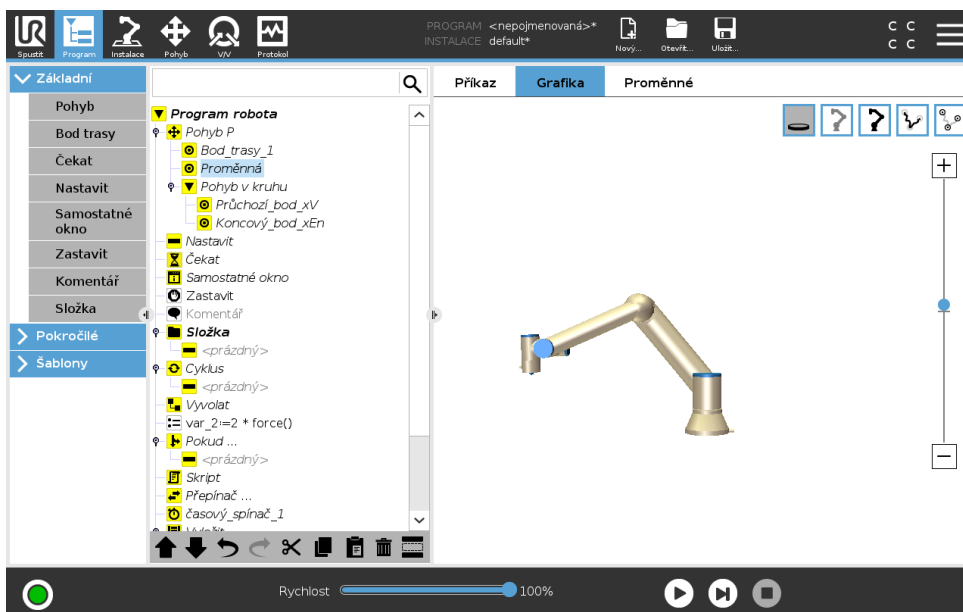 UR
Spustit
Program
Instalace
Pohyb
V/V
Protokol
PROGRAM <nepojmenovaná>*
INSTALACE default*
Nový...
Otevřít...
Uložit...
C C
C C
Základní
Pohyb
Bod trasy
Čekat
Nastavit
Samostatné
okno
Zastavit
Komentář
Složka
Pokročilé
Šablony
Program robota
Pohyb P
Bod_trasy_1
Proměnná
Pohyb v kruhu
Průchozí_bod_xV
Koncový_bod_xEn
Nastavit
Čekat
Samostatné okno
Zastavit
Komentář
Složka
<prázdný>
Cyklus
<prázdný>
Vyvolat
var_2:=2 * force()
Pokud ...
<prázdný>
Skript
Přepínač ...
časový_spínač_1
Příkaz
Grafika
Proměnné
Rychlost
100%